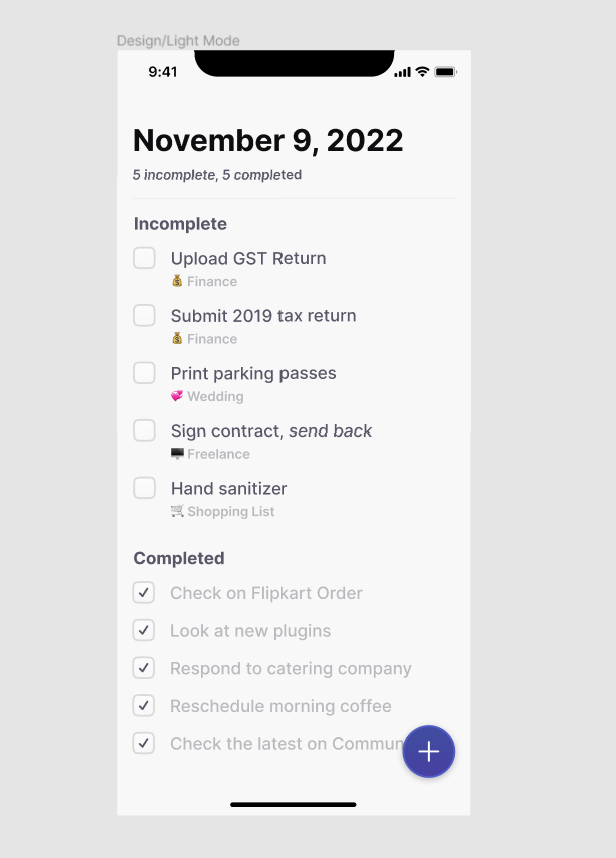 Design/Light Mode
9:41
November 9, 2022
5 incomplete, 5 completed
Incomplete
Upload GST Return
Finance
Submit 2019 tax return
Finance
Print parking passes
Wedding
Sign contract, send back
Freelance
Hand sanitizer
Shopping List
Completed
Check on Flipkart Order
Look at new plugins
Respond to catering company
Reschedule morning coffee
Check the latest on Commun